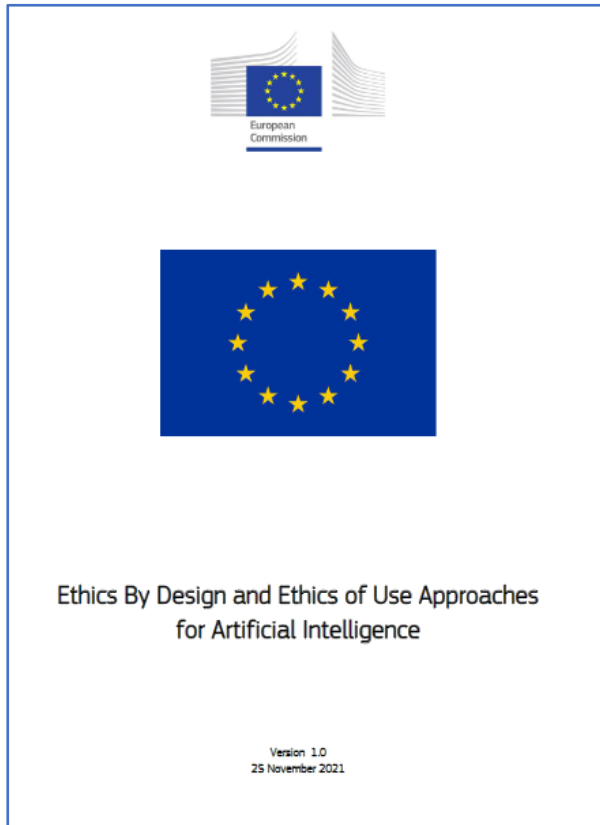 European
Commission
Ethics By Design and Ethics of Use Approaches
for Artificial Intelligence
Version 1.0
25 November 2021